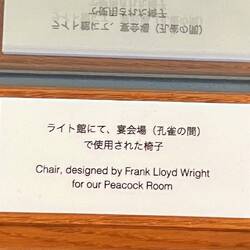 ライト館にて、宴会場（孔雀の間）
で使用された椅子
Chair, designed by Frank Lloyd Wright
for our Peacock Room